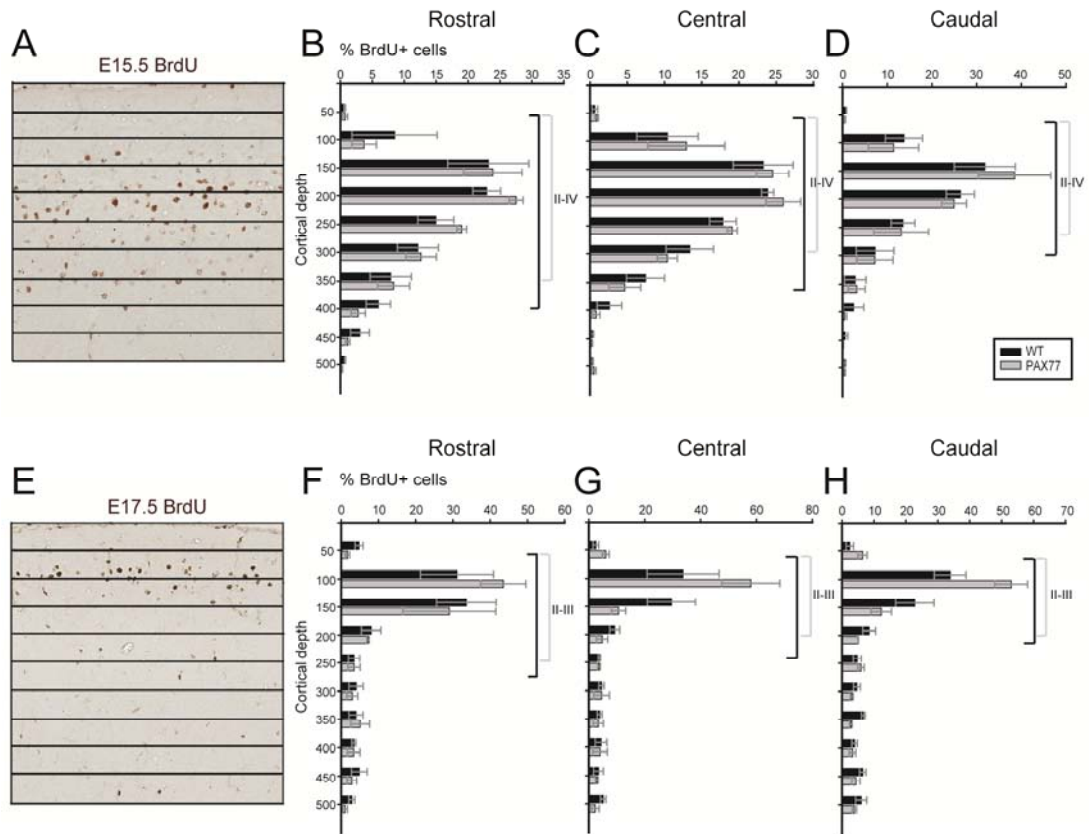 A
E15.5 BrdU
B
Rostral
% BrdU+ cells
0 5 10 15 20 25 30 35
Cortical depth
50
100
150
200
250
300
350
400
450
500
II-IV
C
Central
0 5 10 15 20 25 30
II-IV
D
Caudal
0 10 20 30 40 50
II-IV
WT
PAX77
E
E17.5 BrdU
F
Rostral
% BrdU+ cells
0 10 20 30 40 50 60
Cortical depth
50
100
150
200
250
300
350
400
450
500
II-III
G
Central
0 20 40 60 80
II-III
H
Caudal
0 10 20 30 40 50 60 70
II-III